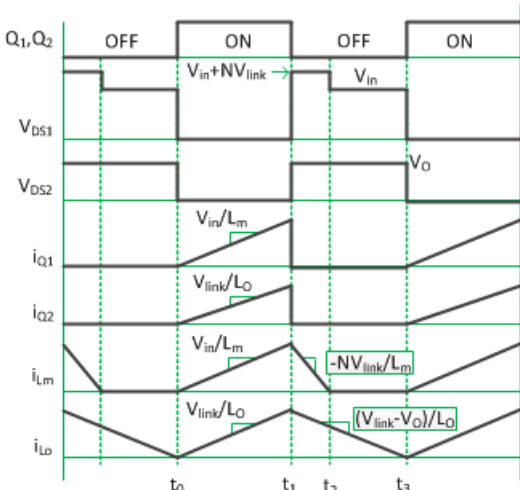 Q1,Q2 OFF ON OFF ON
Vin+NVlink Vin
VDS1
VO
VDS2
Vin/Lm
iQ1
Vlink/LO
iQ2
Vin/Lm
-NVlink/Lm
iLm
Vlink/LO (Vlink-VO)/LO
iLo
t0 t1 t2 t3